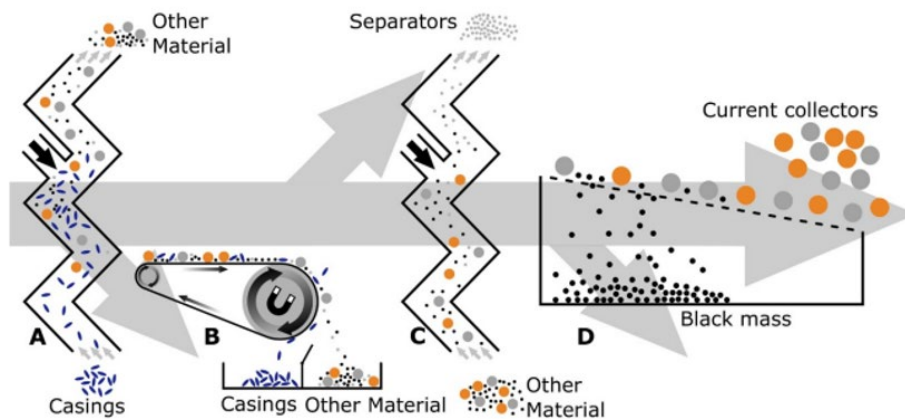 Other
Material
Separators
Current collectors
A
B
C
D
Black mass
Casings
Casings
Other Material
Other
Material